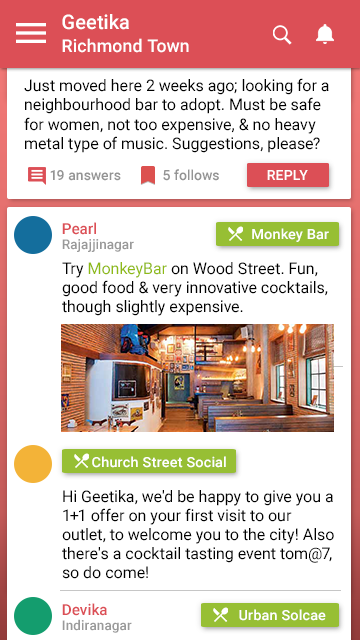 Geetika
Richmond Town
Just moved here 2 weeks ago; looking for a
neighbourhood bar to adopt. Must be safe
for women, not too expensive, & no heavy
metal type of music. Suggestions, please?
19 answers
5 follows
REPLY
Pearl
Rajajjinagar
Monkey Bar
Try MonkeyBar on Wood Street. Fun,
good food & very innovative cocktails,
though slightly expensive.
Church Street Social
Hi Geetika, we'd be happy to give you a
1+1 offer on your first visit to our
outlet, to welcome you to the city! Also
there's a cocktail tasting event tom@7,
so do come!
Devika
Indiranagar
Urban Solcae